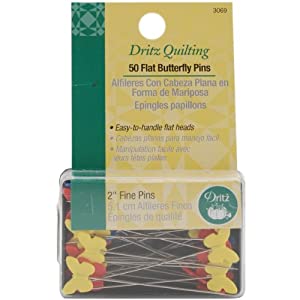 3069
Dritz Quilting
50 Flat Butterfly Pins
Alfileres Con Cabeza Plana en
Forma de Mariposa
Epingles papillons
• Easy-to-handle flat heads
• Cabezas planas para manejo fácil
• Manipulation facile avec
leurs têtes plates
2" Fine Pins
5,1 cm Alfileres Finos
Epingles de qualité
Dritz